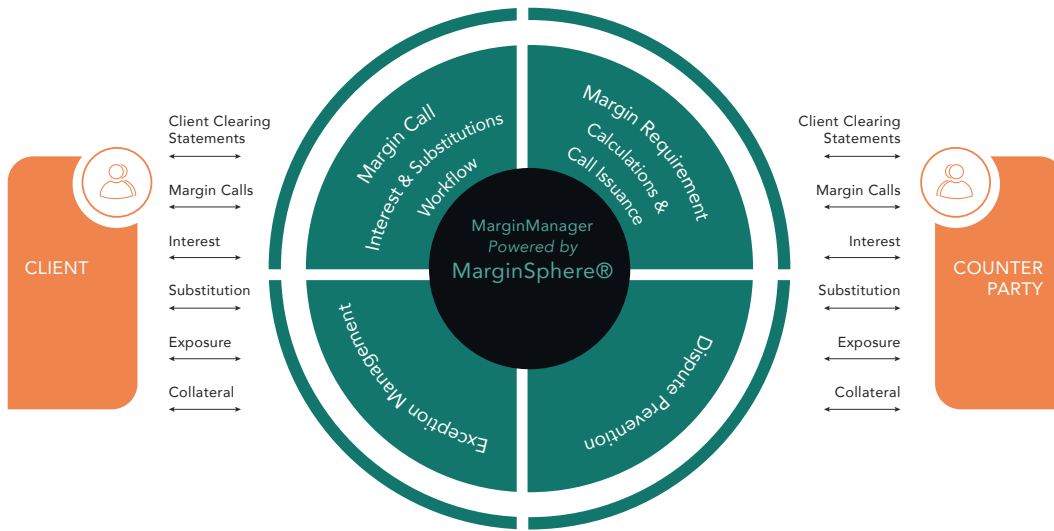 CLIENT
Client Clearing
Statements
Margin Calls
Interest
Substitution
Exposure
Collateral
Margin Call
Interest & Substitutions
Workflow
Margin Requirement
Calculations &
Call Issuance
MarginManager
Powered by
MarginSphere®
Exception Management
Dispute Prevention
Client Clearing
Statements
Margin Calls
Interest
Substitution
Exposure
Collateral
COUNTER
PARTY